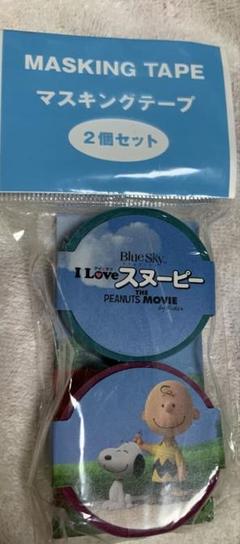 MASKING TAPE
マスキングテープ
2個セット
BLUE SKY
I Love スヌーピー
THE
PEANUTS MOVIE